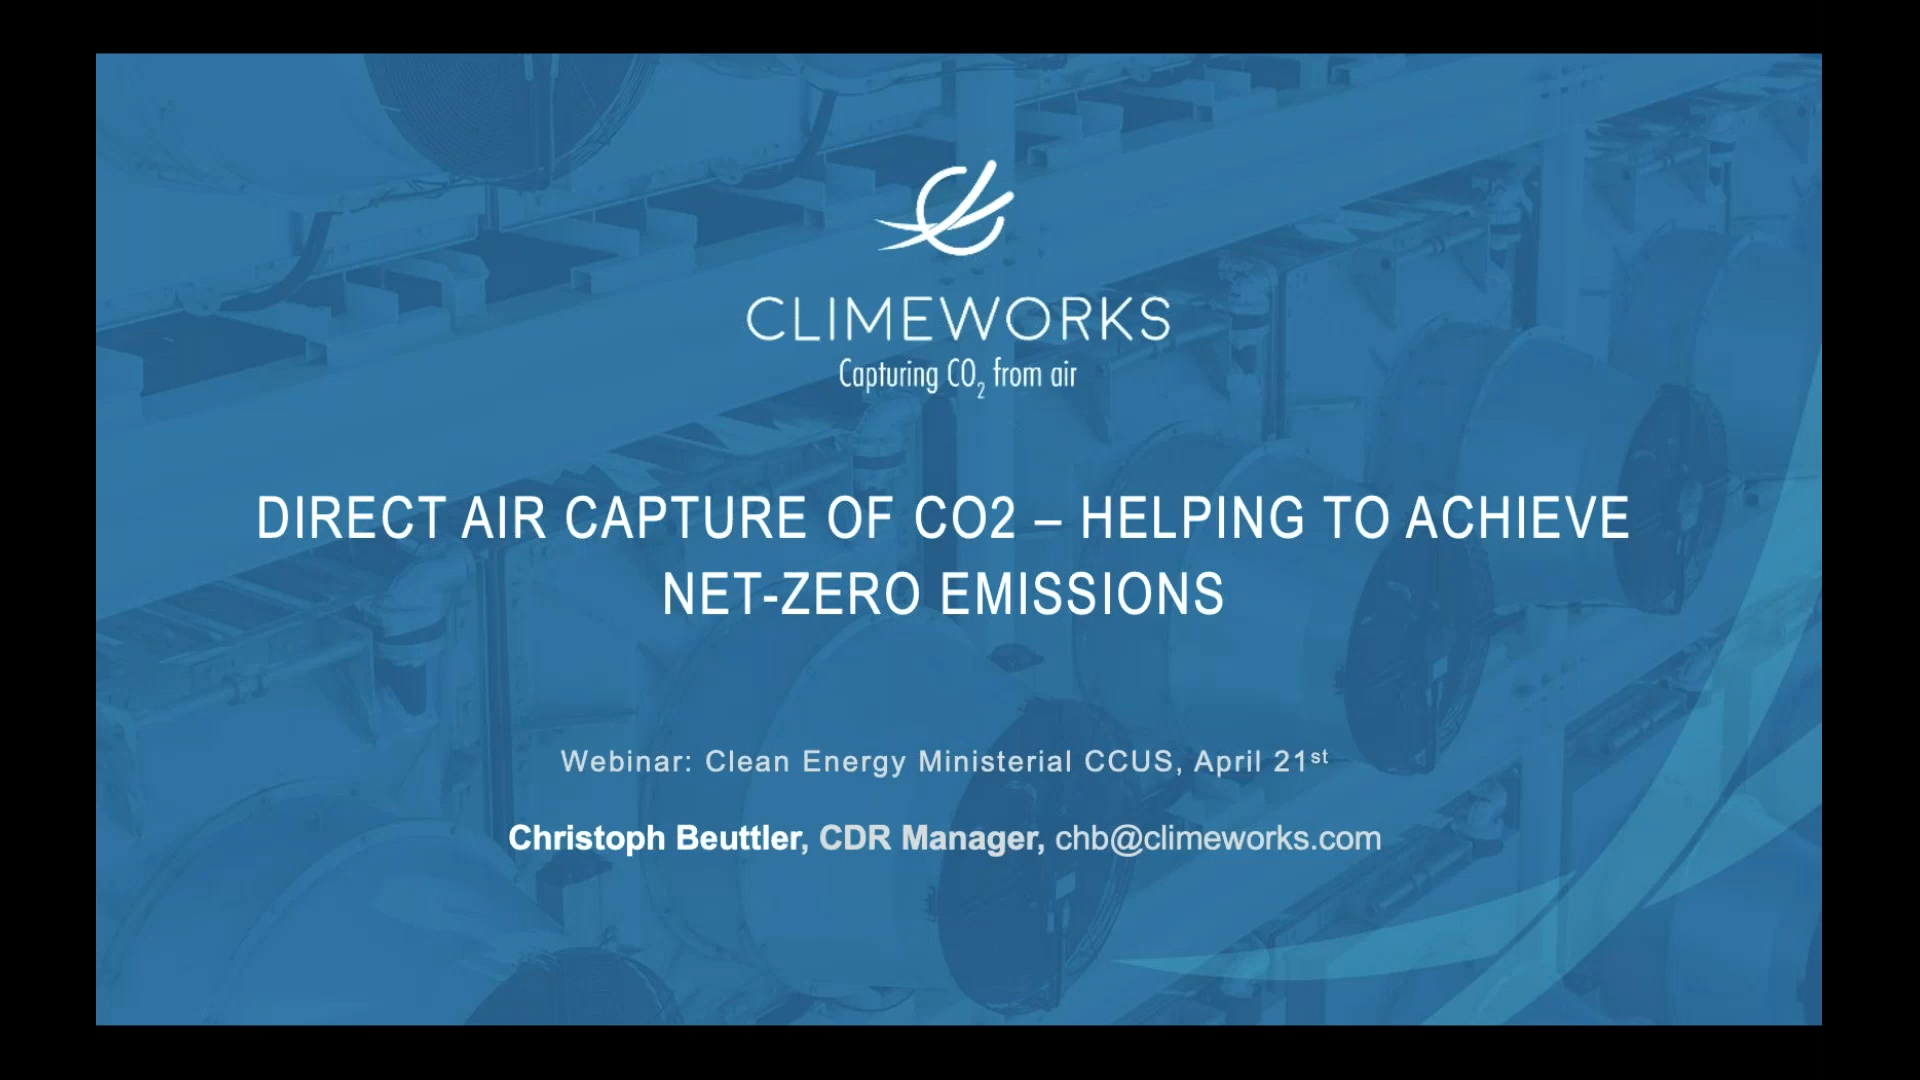 CLIMEWORKS
Capturing CO₂ from air
DIRECT AIR CAPTURE OF CO2 – HELPING TO ACHIEVE
NET-ZERO EMISSIONS
Webinar: Clean Energy Ministerial CCUS, April 21st
Christoph Beuttler, CDR Manager, chb@climeworks.com